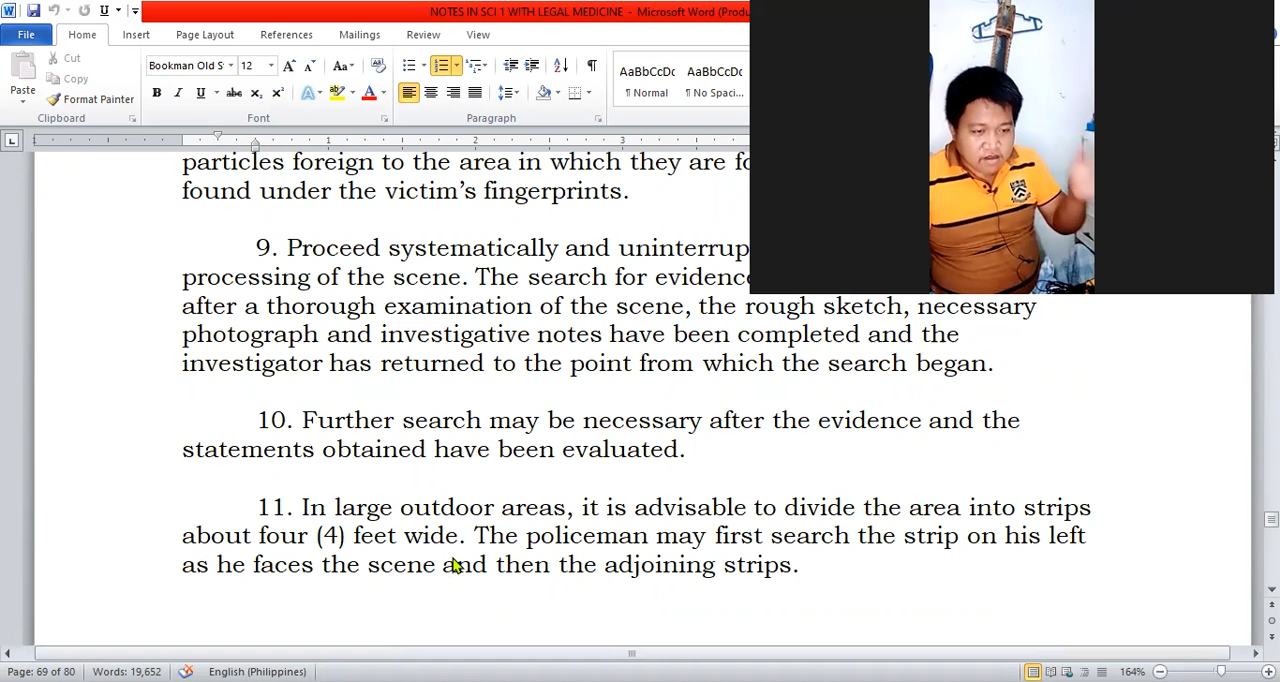 NOTES IN SCI 1 WITH LEGAL MEDICINE - Microsoft Word (Produ
File Home Insert Page Layout References Mailings Review View
Cut
Bookman Old S 12
AaBbCcDc AaBbCcDc
Copy
Paste
Format Painter
¶ Normal ¶ No Spaci...
Clipboard Font Paragraph
1 2 3
particles foreign to the area in which they are fo
found under the victim's fingerprints.
9. Proceed systematically and uninterrup
processing of the scene. The search for evidence
after a thorough examination of the scene, the rough sketch, necessary
photograph and investigative notes have been completed and the
investigator has returned to the point from which the search began.
10. Further search may be necessary after the evidence and the
statements obtained have been evaluated.
11. In large outdoor areas, it is advisable to divide the area into strips
about four (4) feet wide. The policeman may first search the strip on his left
as he faces the scene and then the adjoining strips.
Page: 69 of 80 Words: 19,652 English (Philippines) 164%